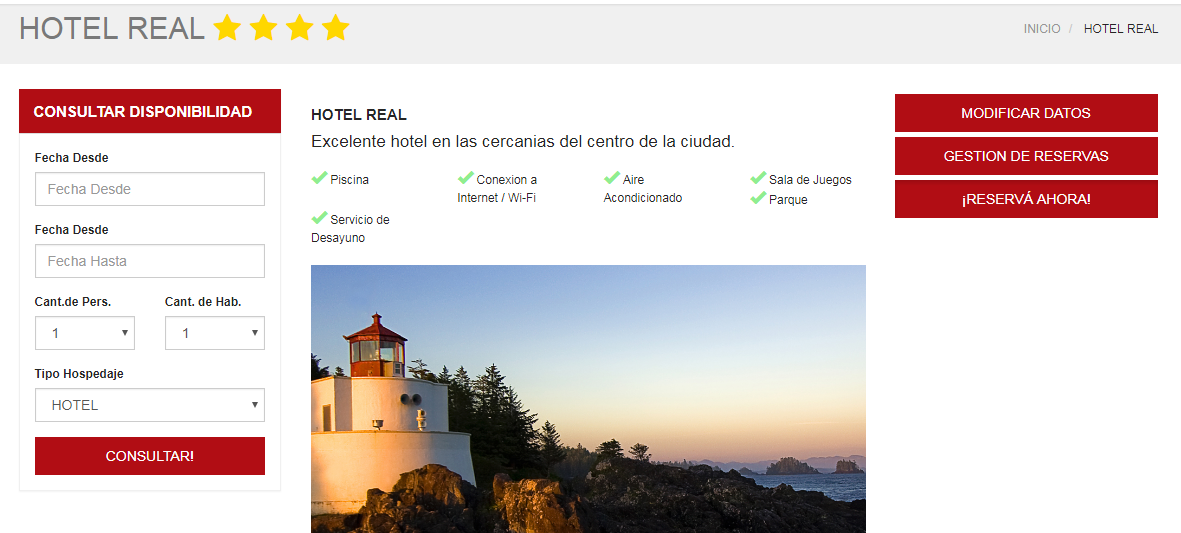 HOTEL REAL
INICIO / HOTEL REAL
CONSULTAR DISPONIBILIDAD
Fecha Desde
Fecha Desde
Fecha Desde
Fecha Hasta
Cant.de Pers. Cant. de Hab.
1 1
Tipo Hospedaje
HOTEL
CONSULTAR!
HOTEL REAL
Excelente hotel en las cercanias del centro de la ciudad.
Piscina
Conexion a
Internet / Wi-Fi
Aire
Acondicionado
Sala de Juegos
Parque
Servicio de
Desayuno
MODIFICAR DATOS
GESTION DE RESERVAS
¡RESERVÁ AHORA!